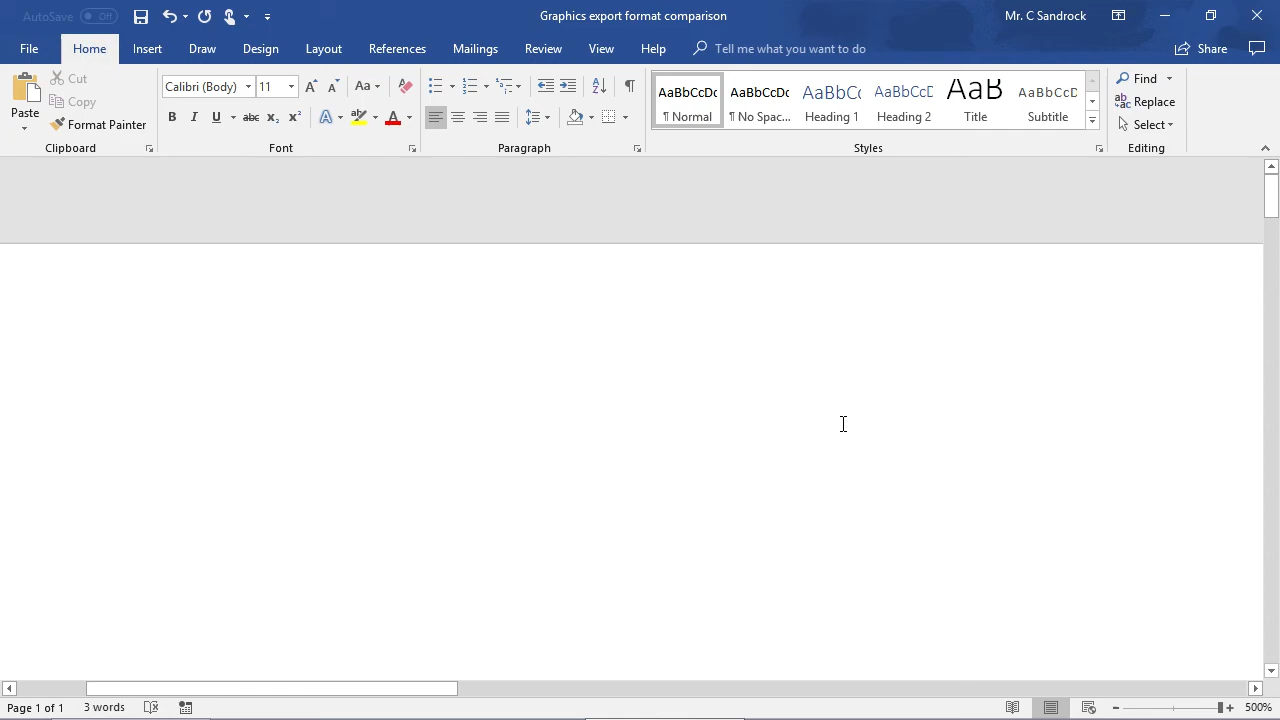 AutoSave Off Graphics export format comparison Mr. C Sandrock
File Home Insert Draw Design Layout References Mailings Review View Help Tell me what you want to do Share
Paste Cut Copy Format Painter
Calibri (Body) 11
AaBbCcDc AaBbCcDc AaBbCc AaBbCcD AaB AaBbCcD
¶ Normal ¶ No Spac... Heading 1 Heading 2 Title Subtitle
Find Replace Select
Clipboard Font Paragraph Styles Editing
Page 1 of 1 3 words 500%